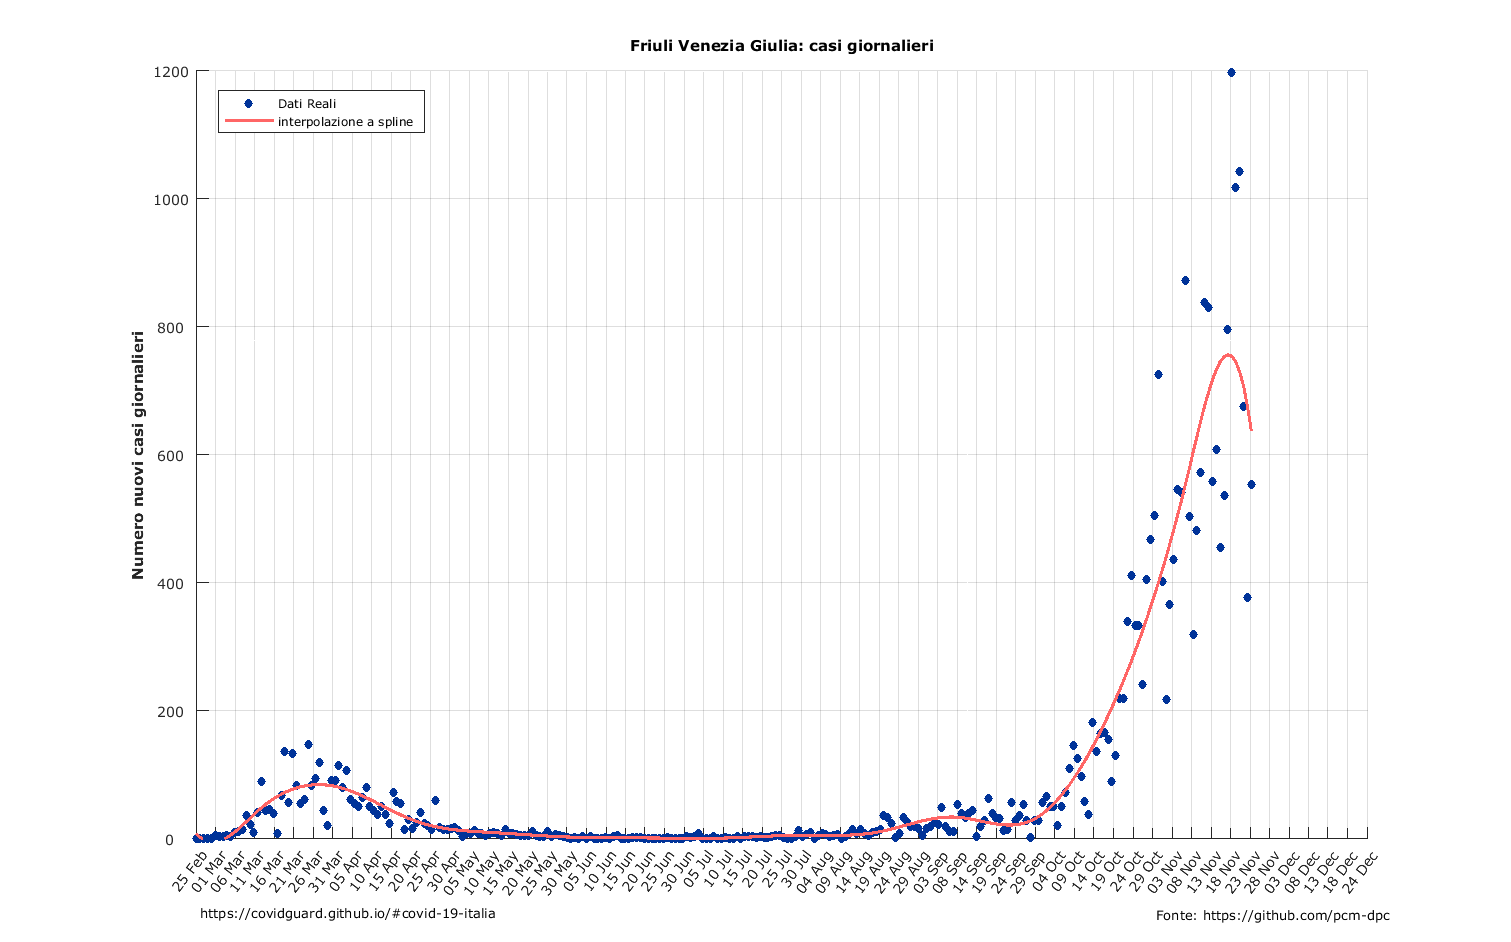 Friuli Venezia Giulia: casi giornalieri
Dati Reali
interpolazione a spline
Numero nuovi casi giornalieri
1200
1000
800
600
400
200
0
25 Feb
01 Mar
06 Mar
11 Mar
16 Mar
21 Mar
26 Mar
31 Mar
05 Apr
10 Apr
15 Apr
20 Apr
25 Apr
30 Apr
05 May
10 May
15 May
20 May
25 May
30 May
05 Jun
10 Jun
15 Jun
20 Jun
25 Jun
30 Jun
05 Jul
10 Jul
15 Jul
20 Jul
25 Jul
30 Jul
04 Aug
09 Aug
14 Aug
19 Aug
24 Aug
29 Aug
03 Sep
08 Sep
14 Sep
19 Sep
24 Sep
29 Sep
04 Oct
09 Oct
14 Oct
19 Oct
24 Oct
29 Oct
03 Nov
08 Nov
13 Nov
18 Nov
23 Nov
28 Nov
03 Dec
08 Dec
13 Dec
18 Dec
24 Dec
https://covidguard.github.io/#covid-19-italia
Fonte: https://github.com/pcm-dpc